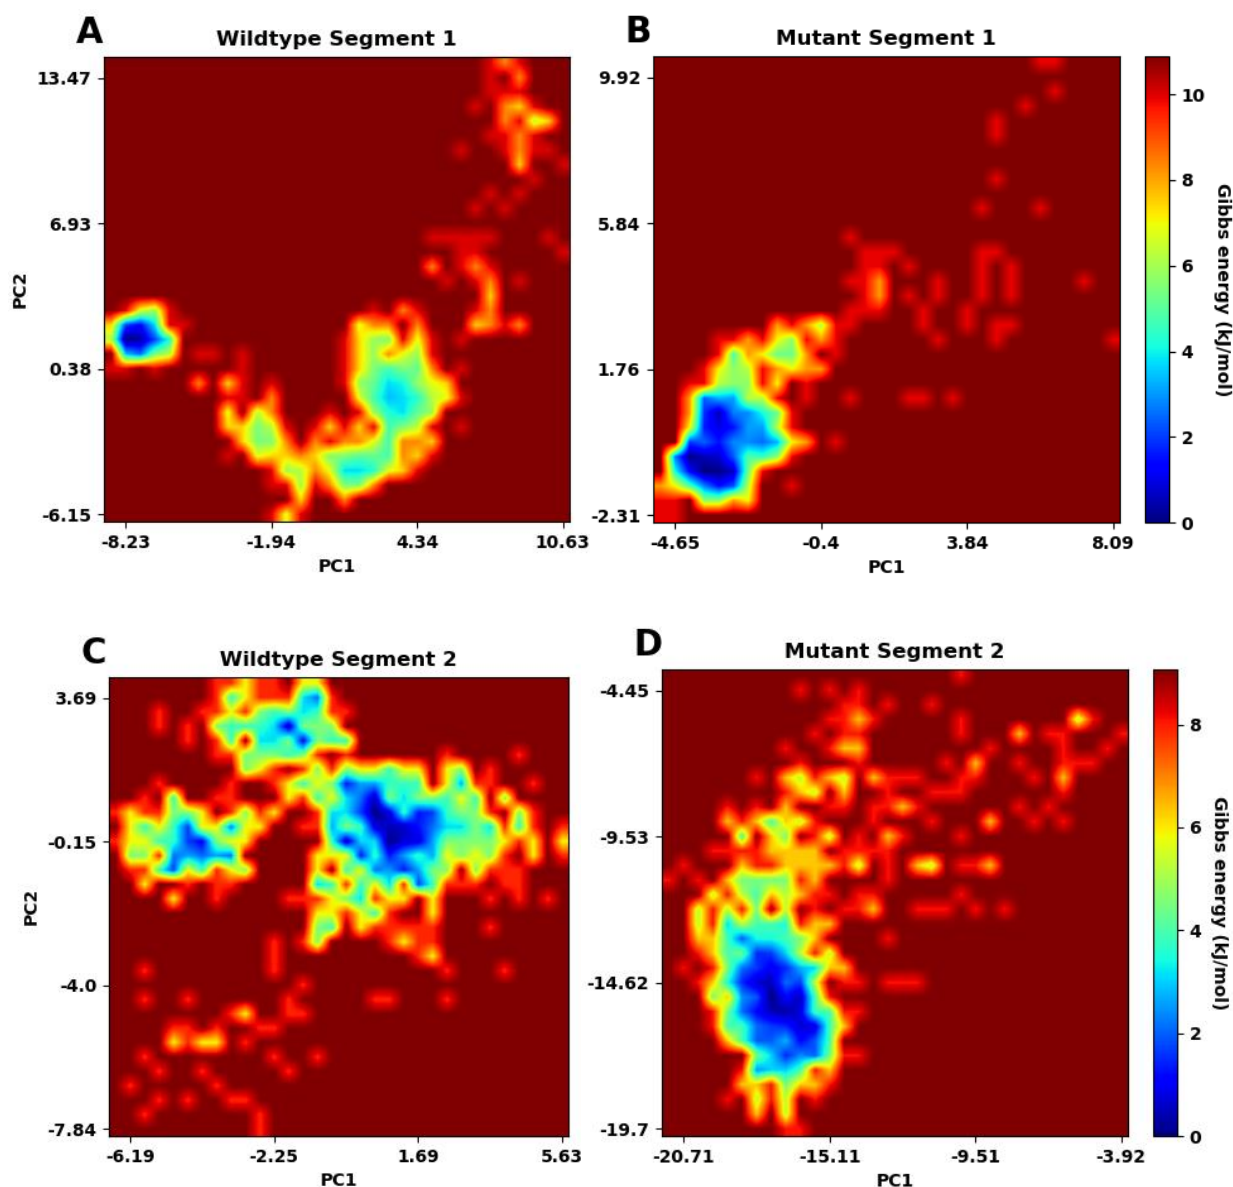 A
Wildtype Segment 1
13.47
6.93
0.38
-6.15
PC2
-8.23 -1.94 4.34 10.63
PC1
B
Mutant Segment 1
9.92
5.84
1.76
-2.31
-4.65 -0.4 3.84 8.09
PC1
10
8
6
4
2
0
Gibbs energy (kJ/mol)
C
Wildtype Segment 2
3.69
-0.15
-4.0
-7.84
PC2
-6.19 -2.25 1.69 5.63
PC1
D
Mutant Segment 2
-4.45
-9.53
-14.62
-19.7
-20.71 -15.11 -9.51 -3.92
PC1
8
6
4
2
0
Gibbs energy (kJ/mol)